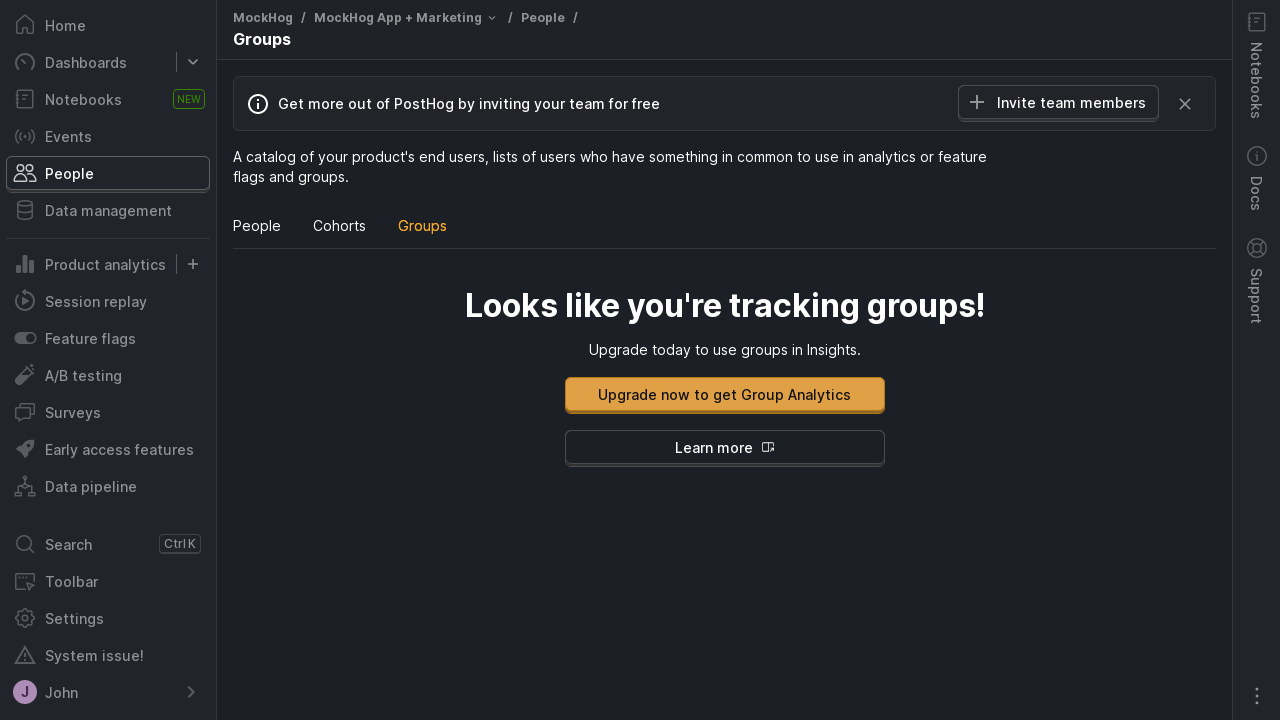 Home
Dashboards
Notebooks NEW
Events
People
Data management
Product analytics
Session replay
Feature flags
A/B testing
Surveys
Early access features
Data pipeline
Search Ctrl K
Toolbar
Settings
System issue!
J John
MockHog / MockHog App + Marketing / People /
Groups
Get more out of PostHog by inviting your team for free
Invite team members
A catalog of your product's end users, lists of users who have something in common to use in analytics or feature
flags and groups.
People Cohorts Groups
Looks like you're tracking groups!
Upgrade today to use groups in Insights.
Upgrade now to get Group Analytics
Learn more
Notebooks
Docs
Support